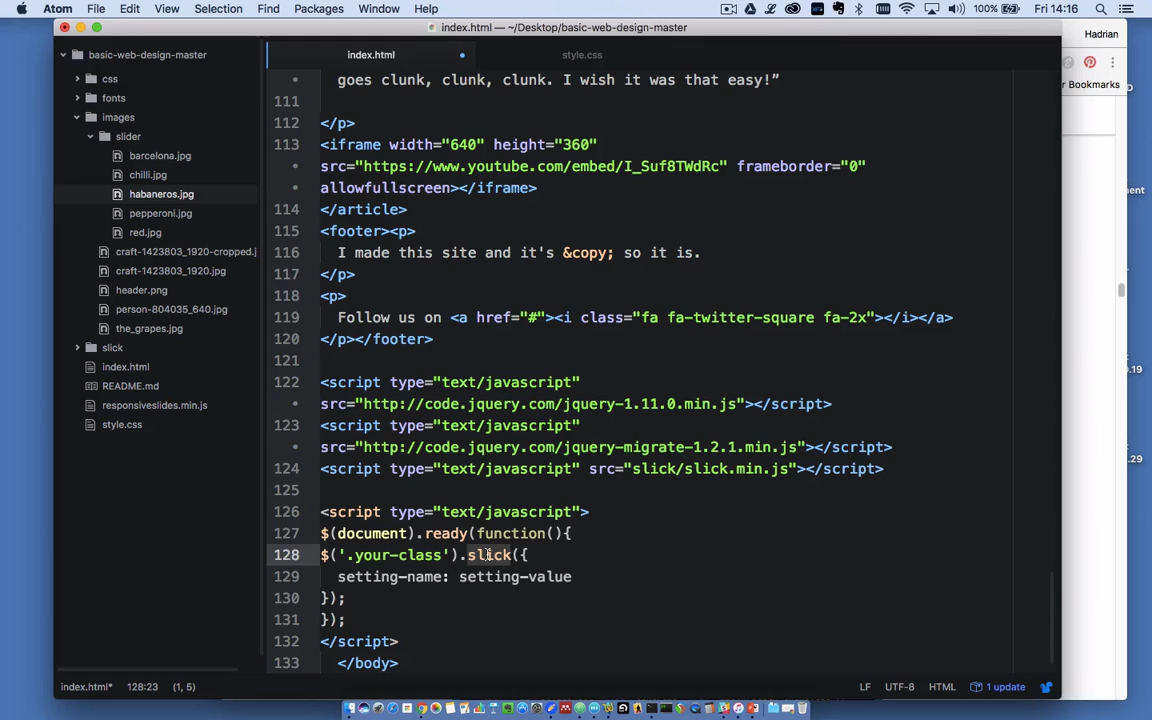 Atom File Edit View Selection Find Packages Window Help 100% Fri 14:16
index.html — ~/Desktop/basic-web-design-master
Hadrian
basic-web-design-master
index.html
style.css
r Bookmarks
css
fonts
images
slider
barcelona.jpg
chilli.jpg
habaneros.jpg
pepperoni.jpg
red.jpg
craft-1423803_1920-cropped.j
craft-1423803_1920.jpg
header.png
person-804035_640.jpg
the_grapes.jpg
slick
index.html
README.md
responsiveslides.min.js
style.css
• goes clunk, clunk, clunk. I wish it was that easy!”
111
112 </p>
113 <iframe width="640" height="360"
• src="https://www.youtube.com/embed/I_Suf8TWdRc" frameborder="0"
• allowfullscreen></iframe>
114 </article>
115 <footer><p>
116 I made this site and it's &copy; so it is.
117 </p>
118 <p>
119 Follow us on <a href="#"><i class="fa fa-twitter-square fa-2x"></i></a>
120 </p></footer>
121
122 <script type="text/javascript"
• src="http://code.jquery.com/jquery-1.11.0.min.js"></script>
123 <script type="text/javascript"
• src="http://code.jquery.com/jquery-migrate-1.2.1.min.js"></script>
124 <script type="text/javascript" src="slick/slick.min.js"></script>
125
126 <script type="text/javascript">
127 $(document).ready(function(){
128 $('.your-class').slick({
129 setting-name: setting-value
130 });
131 });
132 </script>
133 </body>
ment
0.19
.29
index.html* 128:23 (1, 5)
LF UTF-8 HTML 1 update